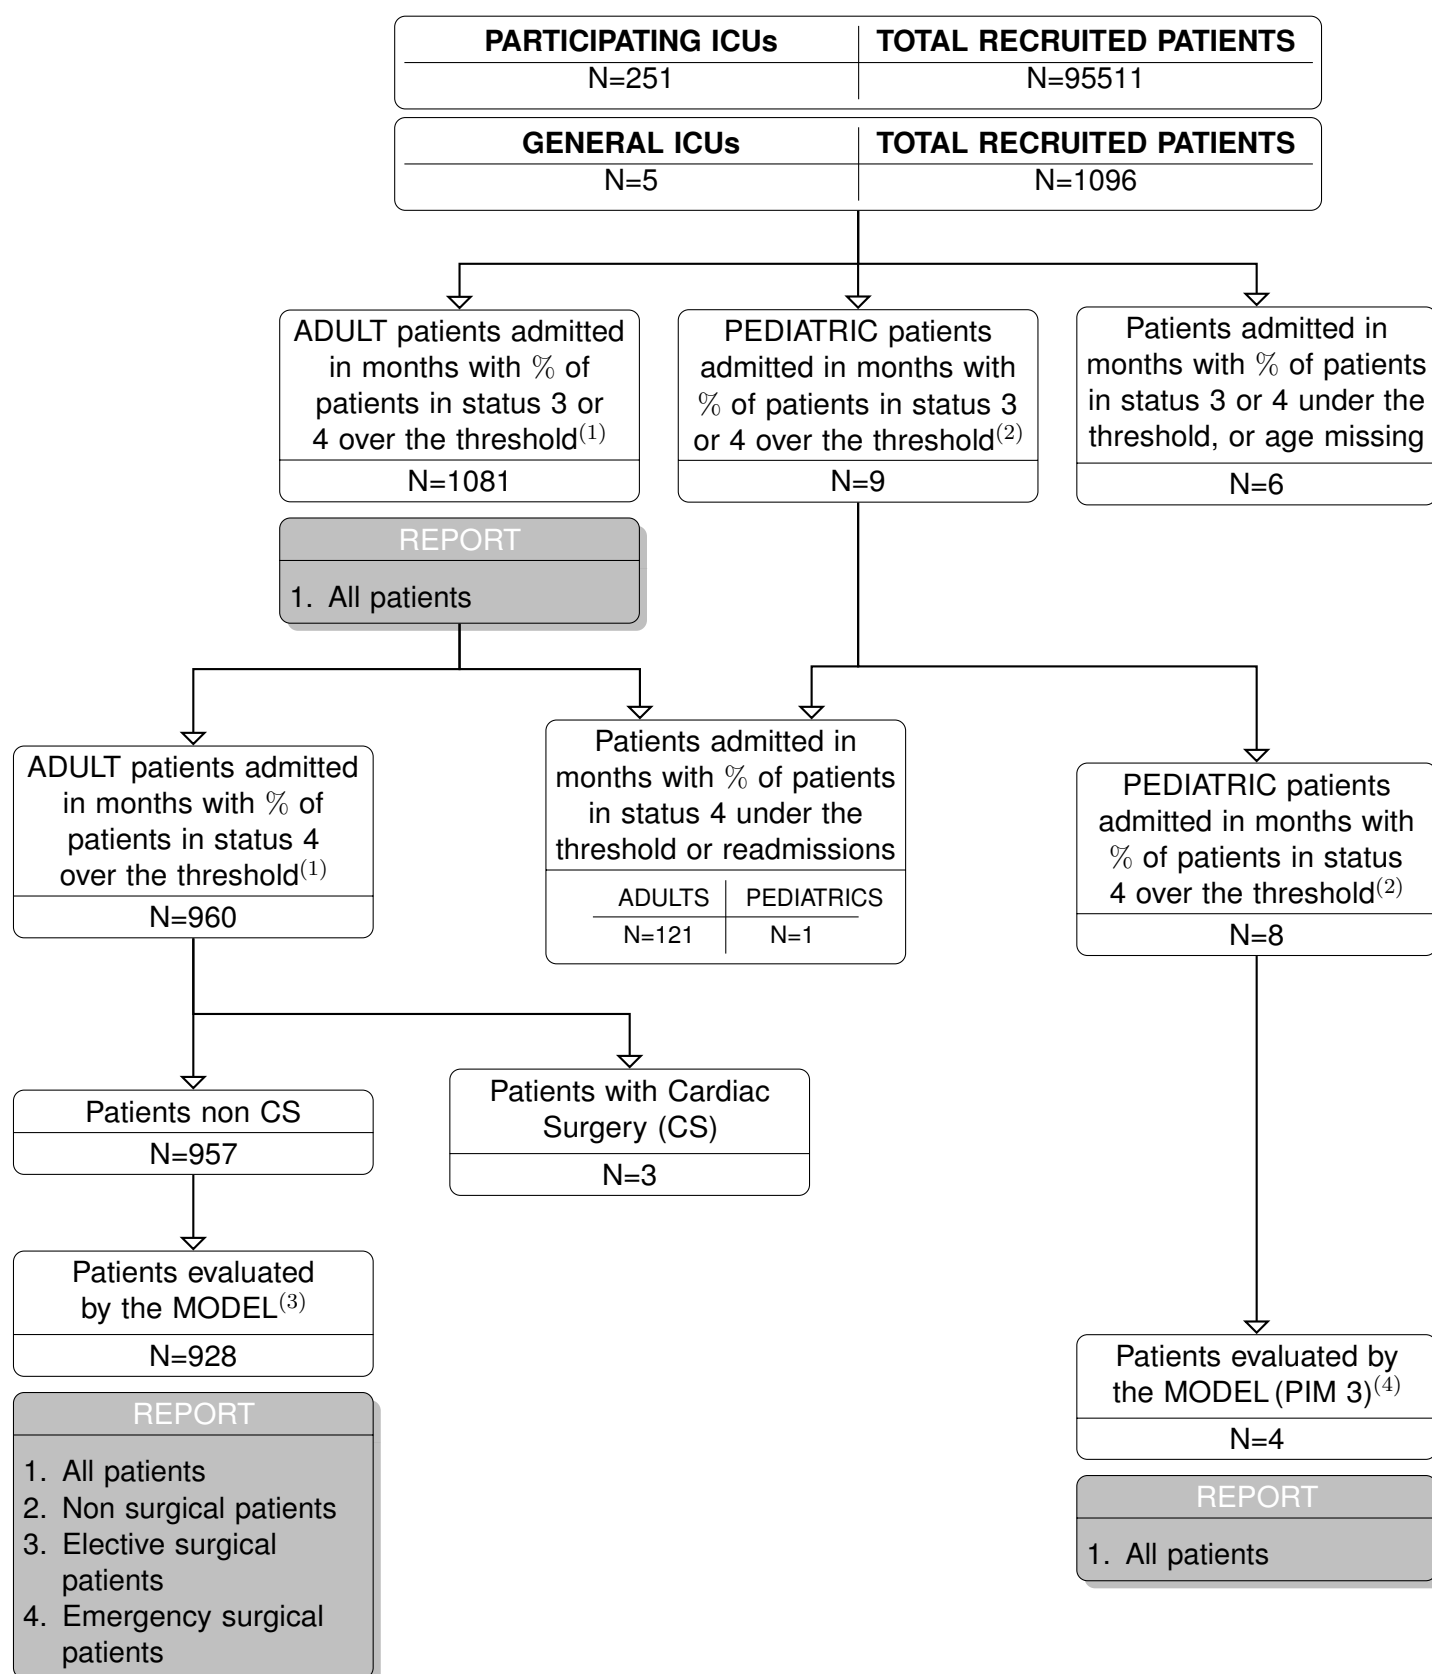 PARTICIPATING ICUs TOTAL RECRUITED PATIENTS
N=251 N=95511
GENERAL ICUs TOTAL RECRUITED PATIENTS
N=5 N=1096
ADULT patients admitted
in months with % of
patients in status 3 or
4 over the threshold(1)
N=1081
PEDIATRIC patients
admitted in months with
% of patients in status 3
or 4 over the threshold(2)
N=9
Patients admitted in
months with % of patients
in status 3 or 4 under the
threshold, or age missing
N=6
REPORT
1. All patients
ADULT patients admitted
in months with % of
patients in status 4
over the threshold(1)
N=960
Patients admitted in
months with % of patients
in status 4 under the
threshold or readmissions
ADULTS PEDIATRICS
N=121 N=1
PEDIATRIC patients
admitted in months with
% of patients in status
4 over the threshold(2)
N=8
Patients non CS
N=957
Patients with Cardiac
Surgery (CS)
N=3
Patients evaluated
by the MODEL(3)
N=928
REPORT
1. All patients
2. Non surgical patients
3. Elective surgical
patients
4. Emergency surgical
patients
Patients evaluated by
the MODEL (PIM 3)(4)
N=4
REPORT
1. All patients